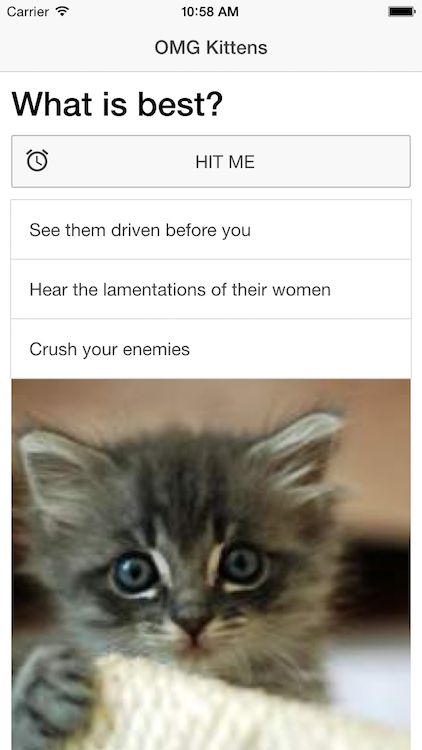 Carrier 10:58 AM
OMG Kittens
What is best?
HIT ME
See them driven before you
Hear the lamentations of their women
Crush your enemies